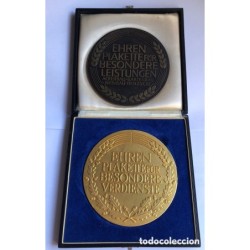 EHREN
PLAKETTE FÜR
BESONDERE
LEISTUNGEN
EHREN
PLAKETTE FÜR
BESONDERE
VERDIENSTE
todocoleccion